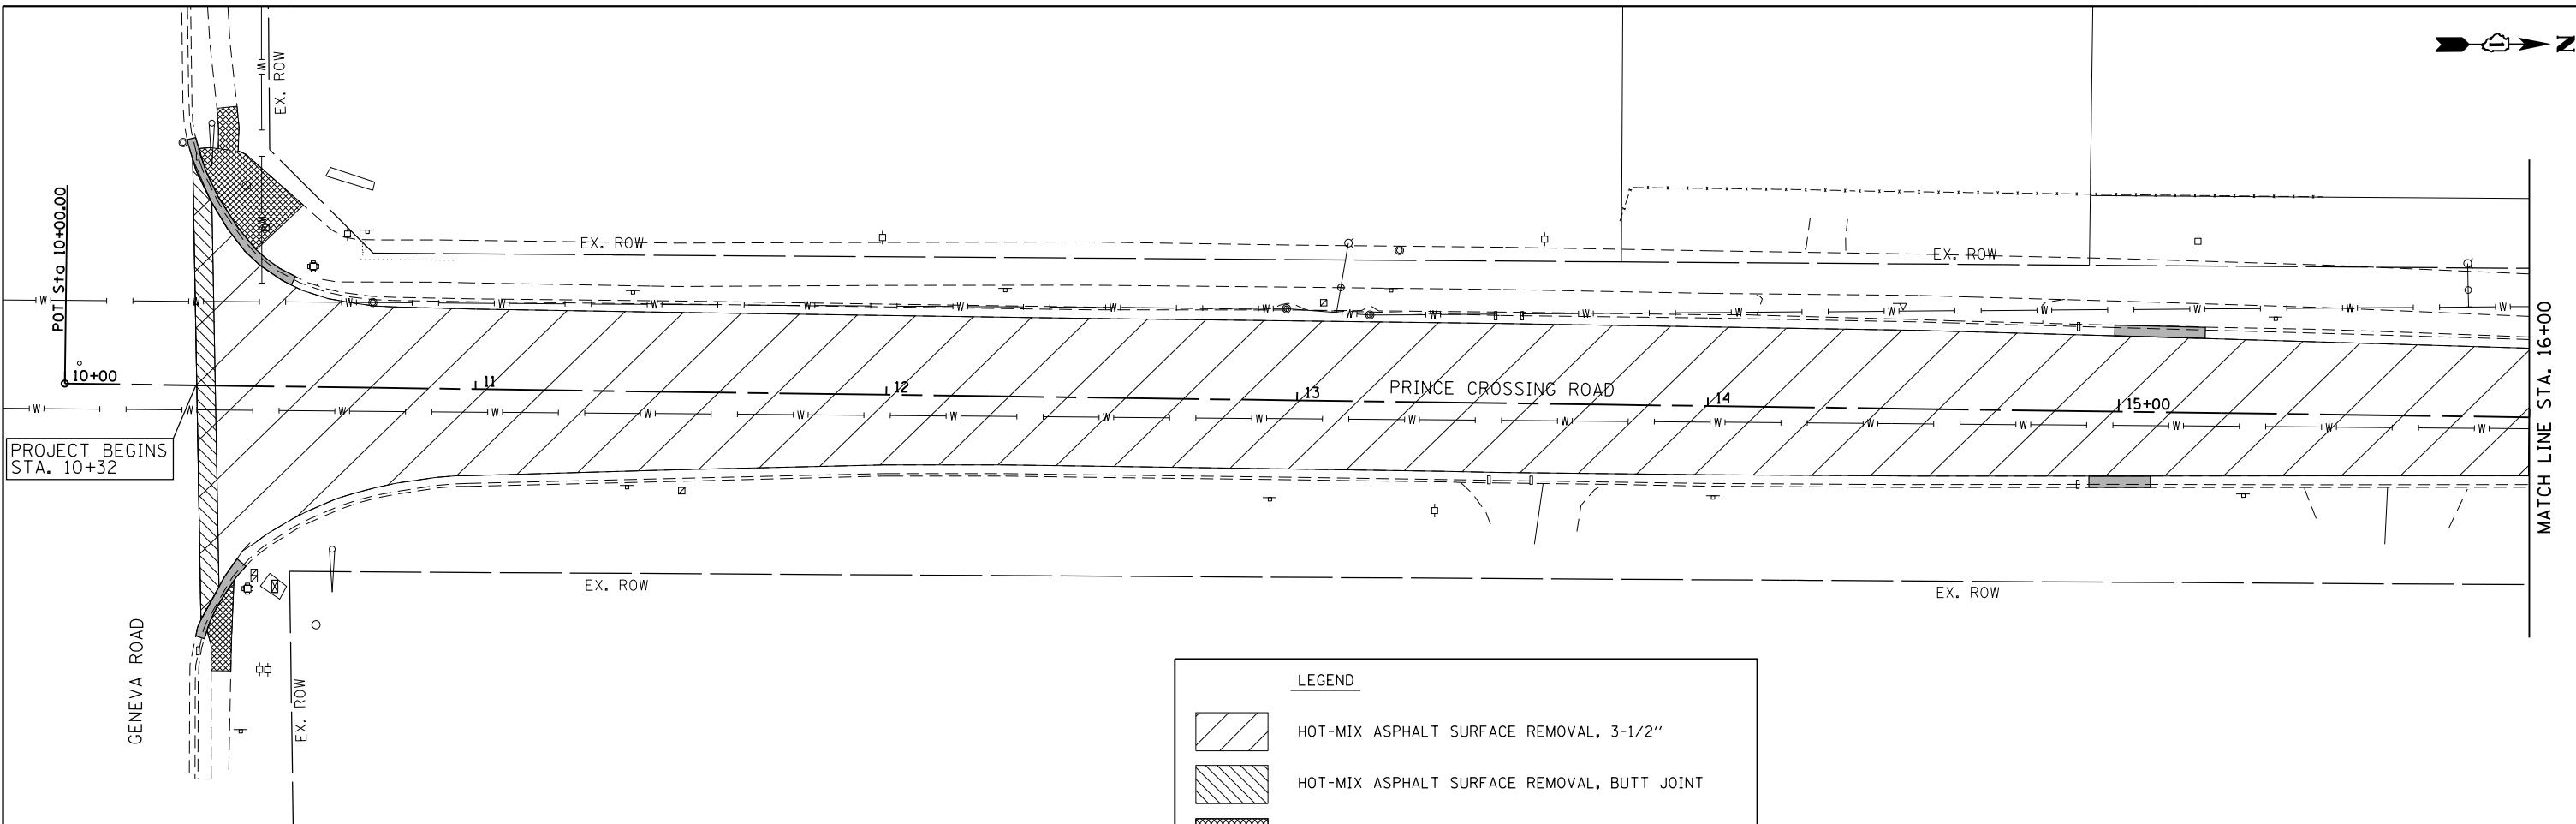 N
EX. ROW
W
POT Sta 10+00.00
W
EX. ROW
EX. ROW
W W W W W W W W W W W W W W W W W
10+00
11
12
13
PRINCE CROSSING ROAD
14
15+00
W W W W W W W W W W W W W W W W W
MATCH LINE STA. 16+00
PROJECT BEGINS
STA. 10+32
EX. ROW
EX. ROW
GENEVA ROAD
EX. ROW
LEGEND
HOT-MIX ASPHALT SURFACE REMOVAL, 3-1/2"
HOT-MIX ASPHALT SURFACE REMOVAL, BUTT JOINT